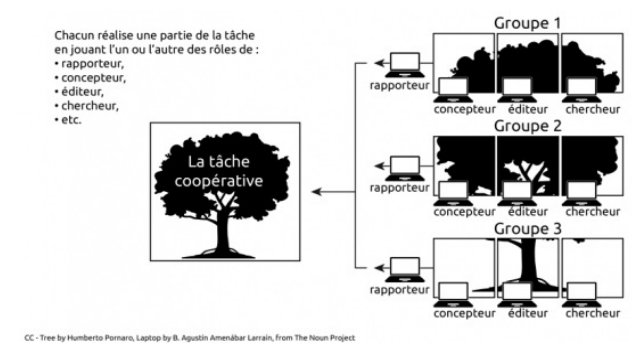 Chacun réalise une partie de la tâche
en jouant l'un ou l'autre des rôles de :
• rapporteur,
• concepteur,
• éditeur,
• chercheur,
• etc.
La tâche
coopérative
Groupe 1
rapporteur
concepteur éditeur chercheur
Groupe 2
rapporteur
concepteur éditeur chercheur
Groupe 3
rapporteur
concepteur éditeur chercheur
CC - Tree by Humberto Pornaro, Laptop by B. Agustín Amenábar Larraín, from The Noun Project